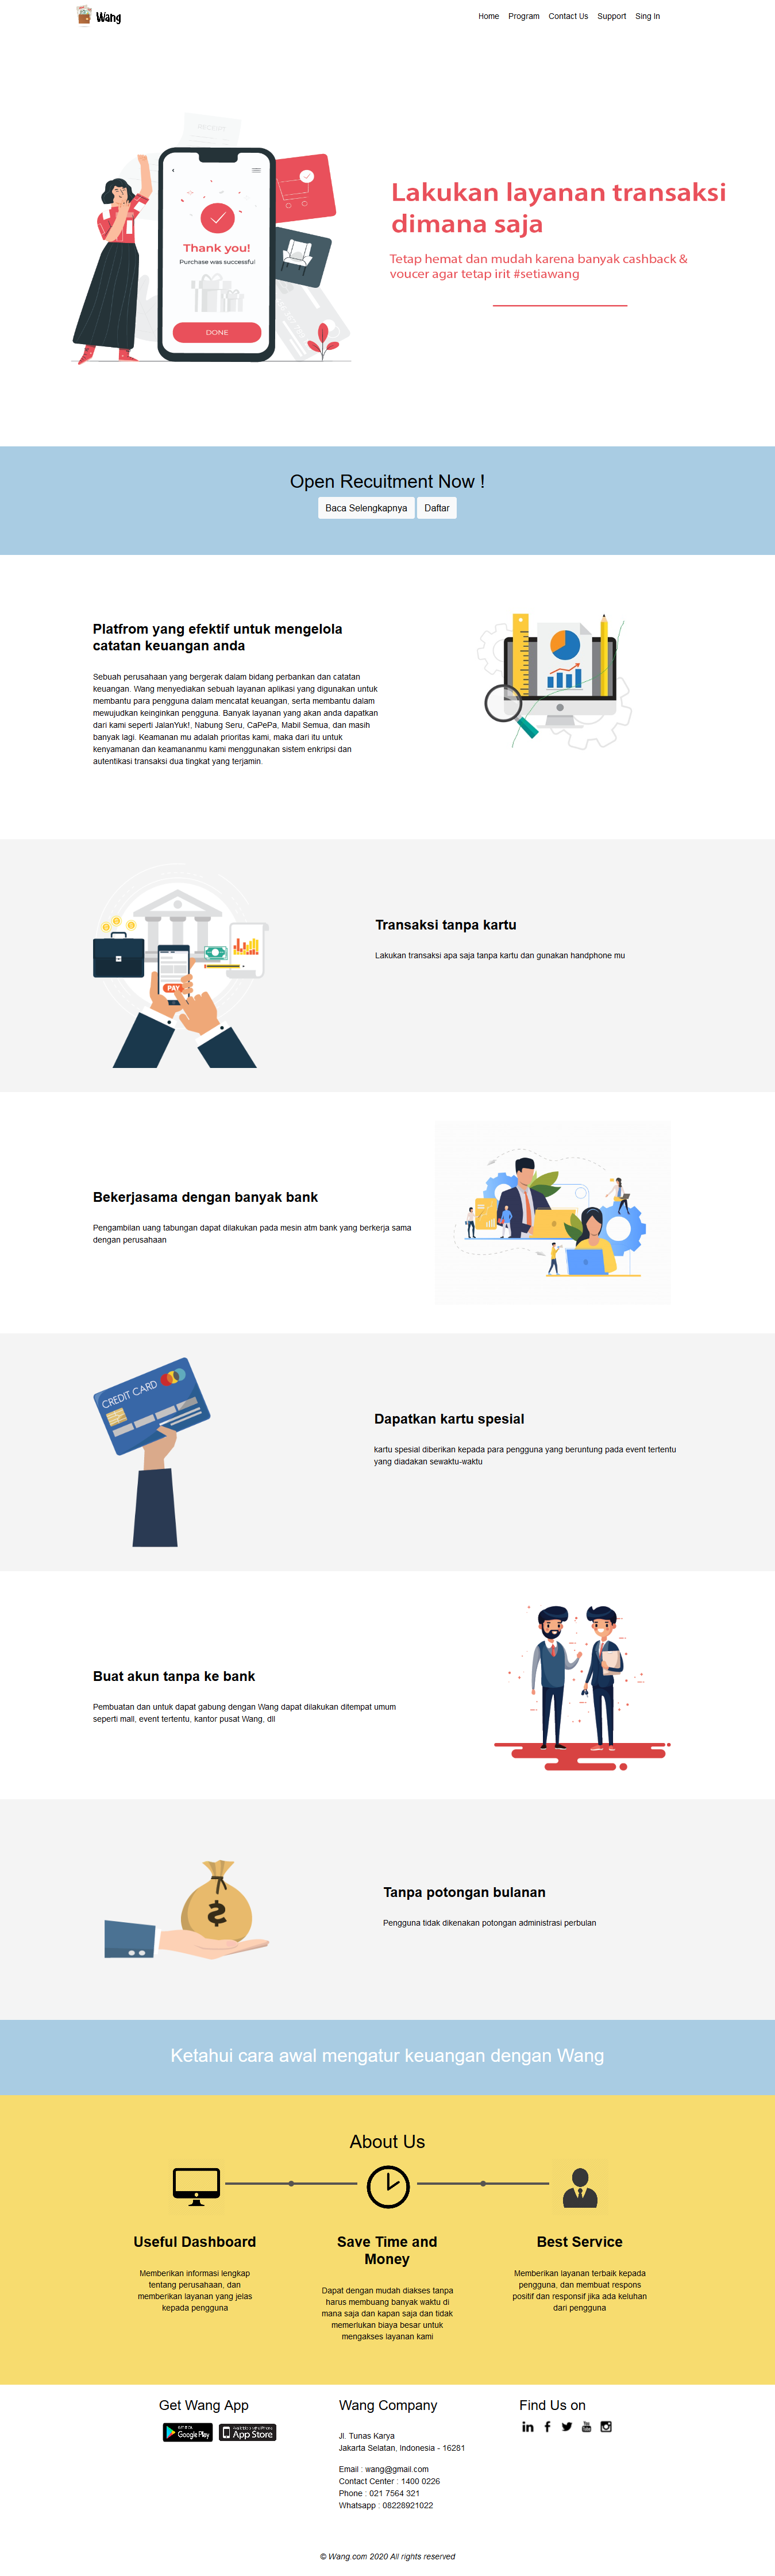 Wang
Home Program Contact Us Support Sing In
RECEIPT
Thank you!
Purchase was successful
DONE
Lakukan layanan transaksi
dimana saja
Tetap hemat dan mudah karena banyak cashback &
voucer agar tetap irit #setiawang
Open Recuitment Now !
Baca Selengkapnya Daftar
Platfrom yang efektif untuk mengelola
catatan keuangan anda
Sebuah perusahaan yang bergerak dalam bidang perbankan dan catatan
keuangan. Wang menyediakan sebuah layanan aplikasi yang digunakan untuk
membantu para pengguna dalam mencatat keuangan, serta membantu dalam
mewujudkan keinginkan pengguna. Banyak layanan yang akan anda dapatkan
dari kami seperti JalanYuk!, Nabung Seru, CaPePa, Mabil Semua, dan masih
banyak lagi. Keamanan mu adalah prioritas kami, maka dari itu untuk
kenyamanan dan keamananmu kami menggunakan sistem enkripsi dan
autentikasi transaksi dua tingkat yang terjamin.
PAY
Transaksi tanpa kartu
Lakukan transaksi apa saja tanpa kartu dan gunakan handphone mu
Bekerjasama dengan banyak bank
Pengambilan uang tabungan dapat dilakukan pada mesin atm bank yang berkerja sama
dengan perusahaan
CREDIT CARD
Dapatkan kartu spesial
kartu spesial diberikan kepada para pengguna yang beruntung pada event tertentu
yang diadakan sewaktu-waktu
Buat akun tanpa ke bank
Pembuatan dan untuk dapat gabung dengan Wang dapat dilakukan ditempat umum
seperti mall, event tertentu, kantor pusat Wang, dll
$
Tanpa potongan bulanan
Pengguna tidak dikenakan potongan administrasi perbulan
Ketahui cara awal mengatur keuangan dengan Wang
About Us
Useful Dashboard
Memberikan informasi lengkap
tentang perusahaan, dan
memberikan layanan yang jelas
kepada pengguna
Save Time and
Money
Dapat dengan mudah diakses tanpa
harus membuang banyak waktu di
mana saja dan kapan saja dan tidak
memerlukan biaya besar untuk
mengakses layanan kami
Best Service
Memberikan layanan terbaik kepada
pengguna, dan membuat respons
positif dan responsif jika ada keluhan
dari pengguna
Get Wang App
Google Play
App Store
Wang Company
Jl. Tunas Karya
Jakarta Selatan, Indonesia - 16281
Email : wang@gmail.com
Contact Center : 1400 0226
Phone : 021 7564 321
Whatsapp : 08228921022
Find Us on
© Wang.com 2020 All rights reserved